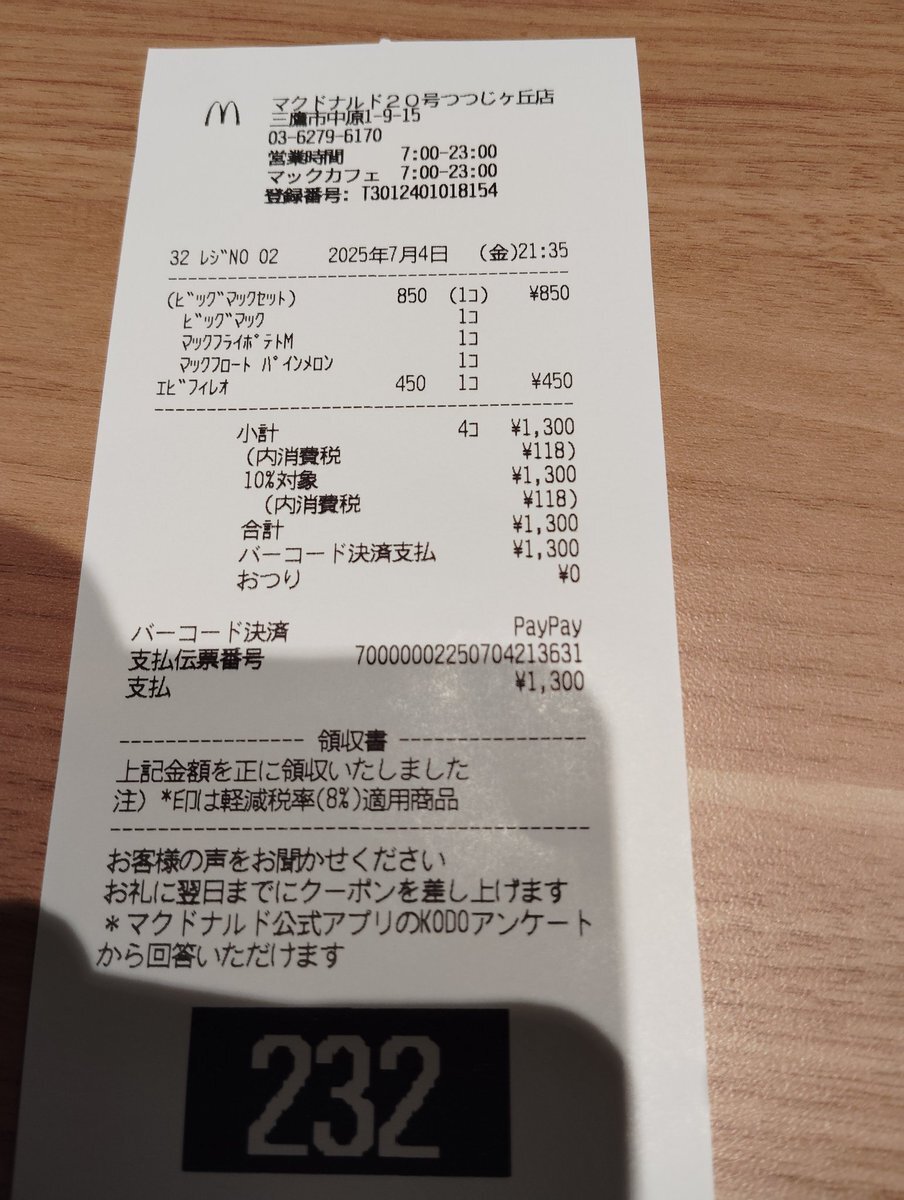 マクドナルド20号つつじヶ丘店
三鷹市中原1-9-15
03-6279-6170
営業時間 7:00-23:00
マックカフェ 7:00-23:00
登録番号: T3012401018154
32 レジNO 02 2025年7月4日 (金)21:35
(ビッグマックセット) 850 (1コ) ¥850
ビッグマック 1コ
マックフライポテトM 1コ
マックフロート パインメロン 1コ
エビフィレオ 450 1コ ¥450
小計 4コ ¥1,300
(内消費税 ¥118)
10%対象 ¥1,300
(内消費税 ¥118)
合計 ¥1,300
バーコード決済支払 ¥1,300
おつり ¥0
バーコード決済 PayPay
支払伝票番号 70000002250704213631
支払 ¥1,300
領収書
上記金額を正に領収いたしました
注) *印は軽減税率(8%)適用商品
お客様の声をお聞かせください
お礼に翌日までにクーポンを差し上げます
*マクドナルド公式アプリのKODOアンケート
から回答いただけます
232